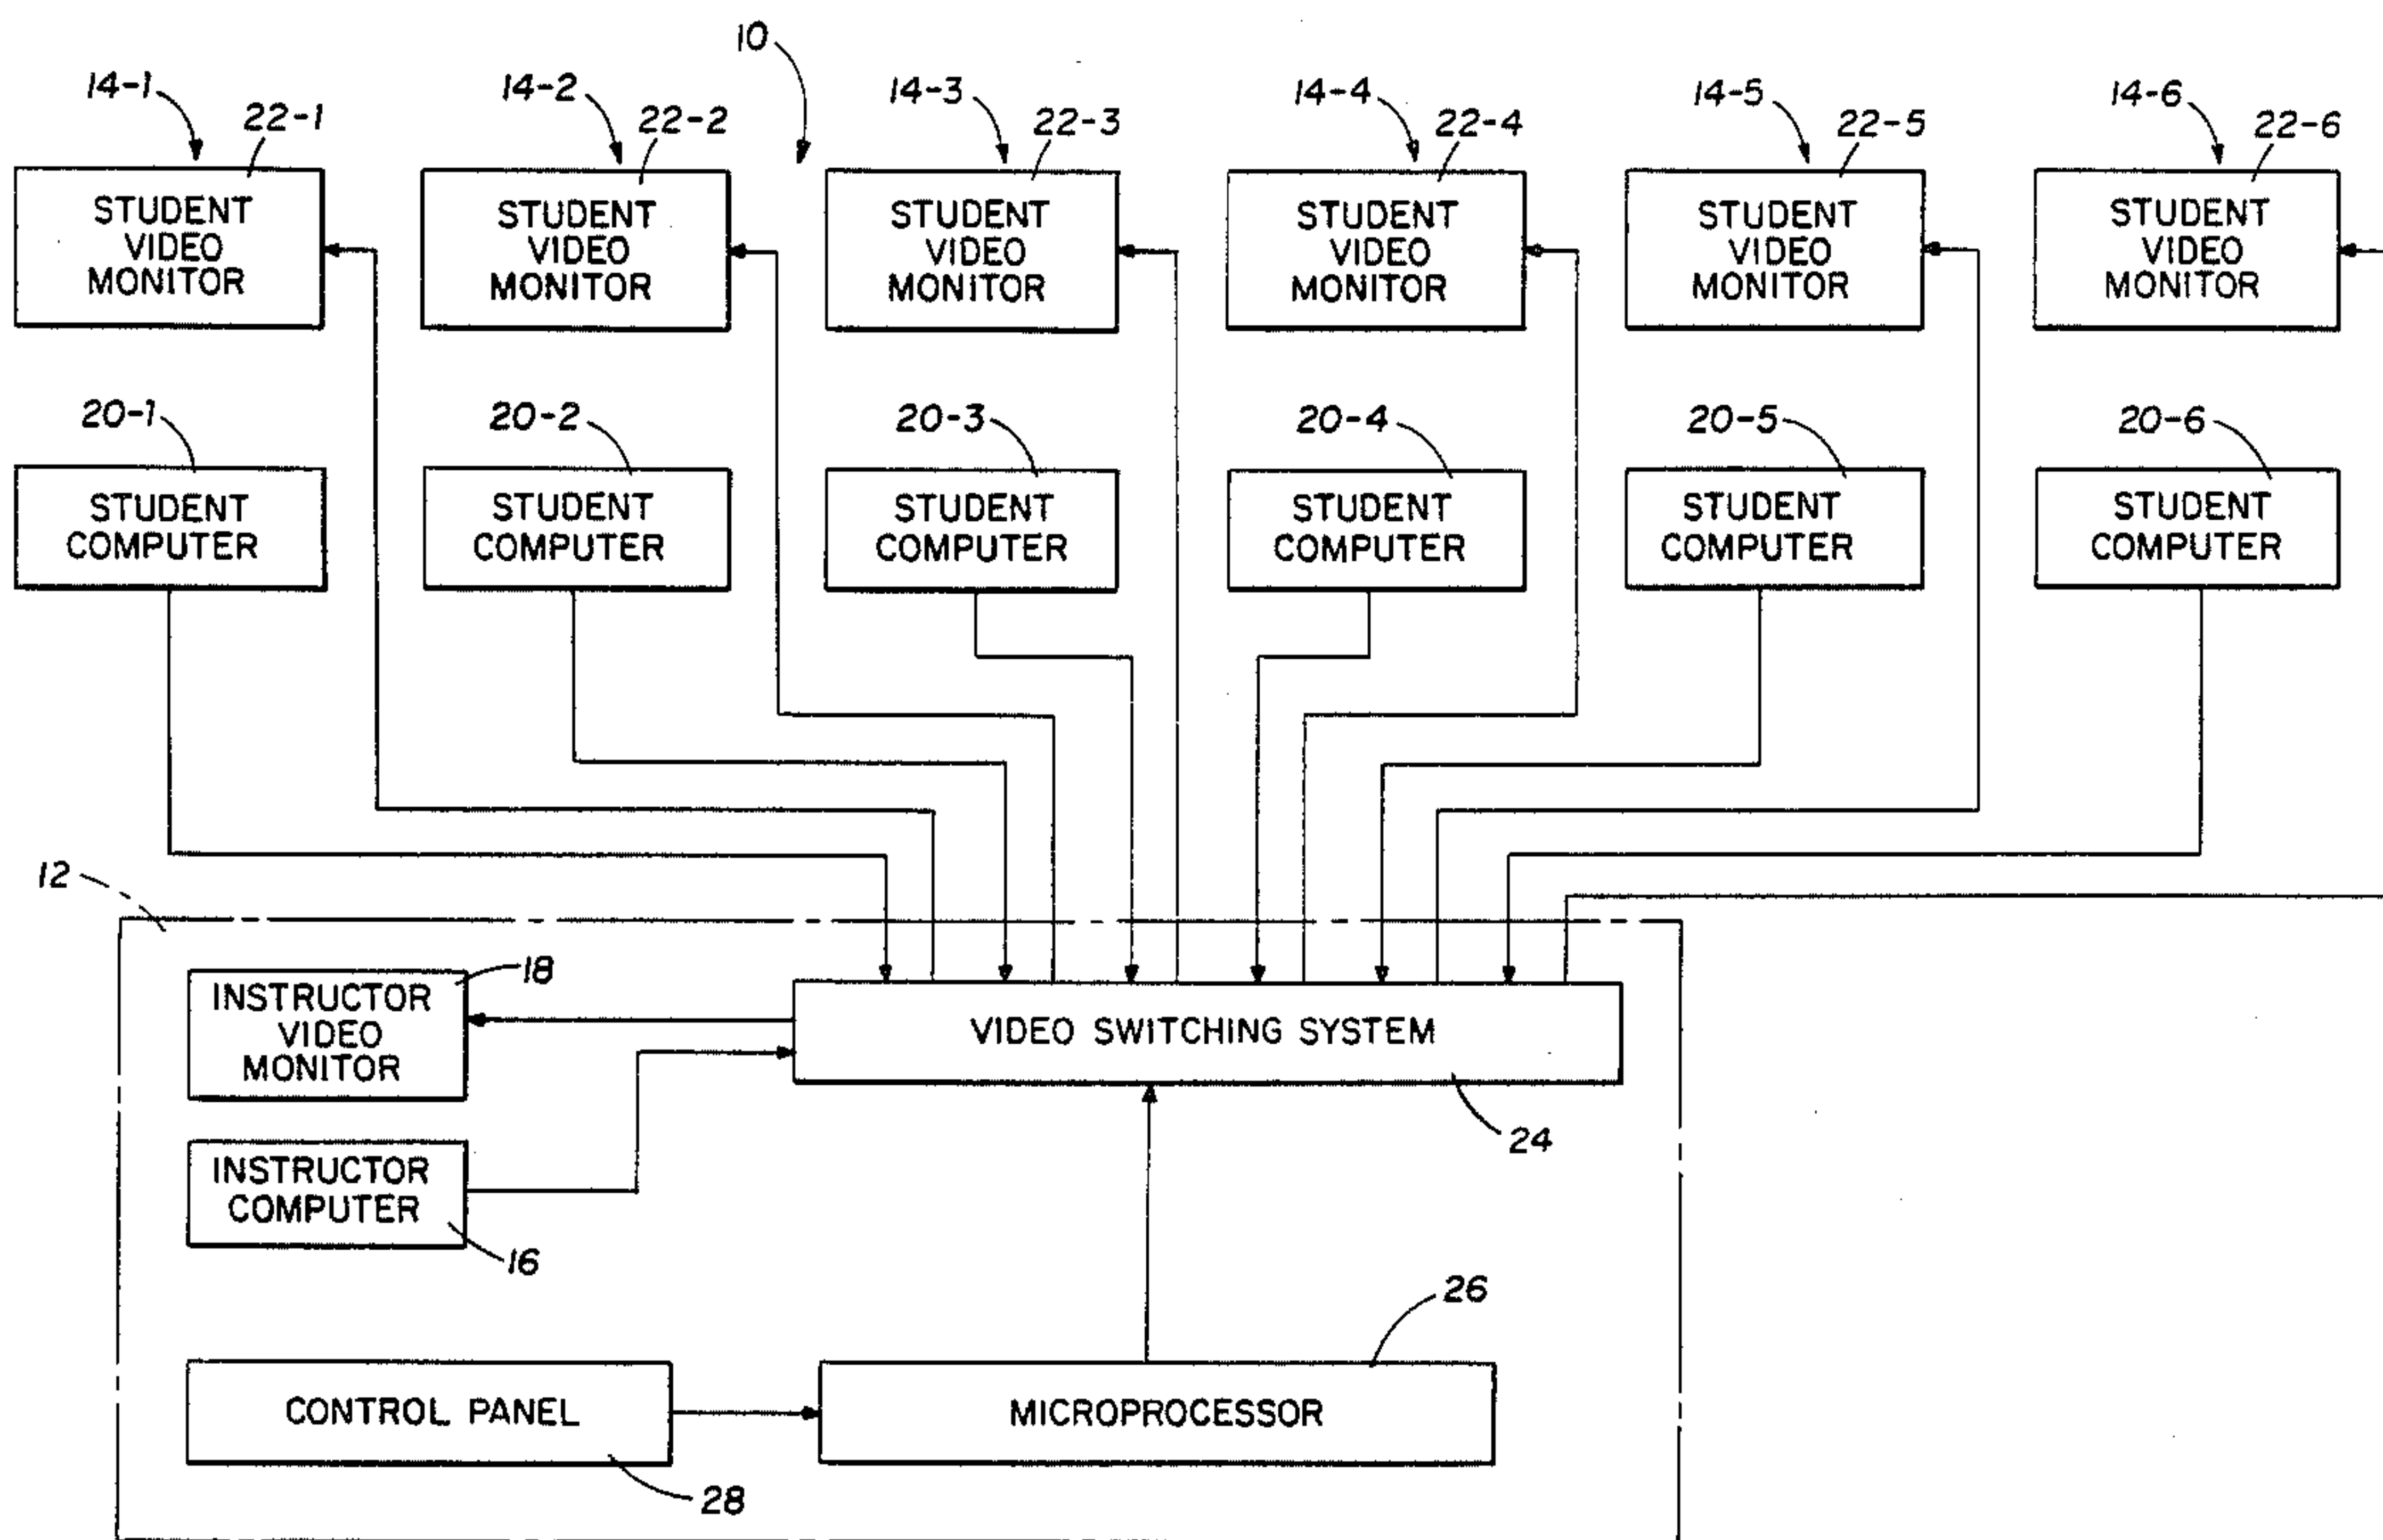 10
14-1
22-1
14-2
22-2
14-3
22-3
14-4
22-4
14-5
22-5
14-6
22-6
STUDENT
VIDEO
MONITOR
STUDENT
VIDEO
MONITOR
STUDENT
VIDEO
MONITOR
STUDENT
VIDEO
MONITOR
STUDENT
VIDEO
MONITOR
STUDENT
VIDEO
MONITOR
20-1
20-2
20-3
20-4
20-5
20-6
STUDENT
COMPUTER
STUDENT
COMPUTER
STUDENT
COMPUTER
STUDENT
COMPUTER
STUDENT
COMPUTER
STUDENT
COMPUTER
12
18
INSTRUCTOR
VIDEO
MONITOR
VIDEO SWITCHING SYSTEM
24
INSTRUCTOR
COMPUTER
16
26
CONTROL PANEL
MICROPROCESSOR
28